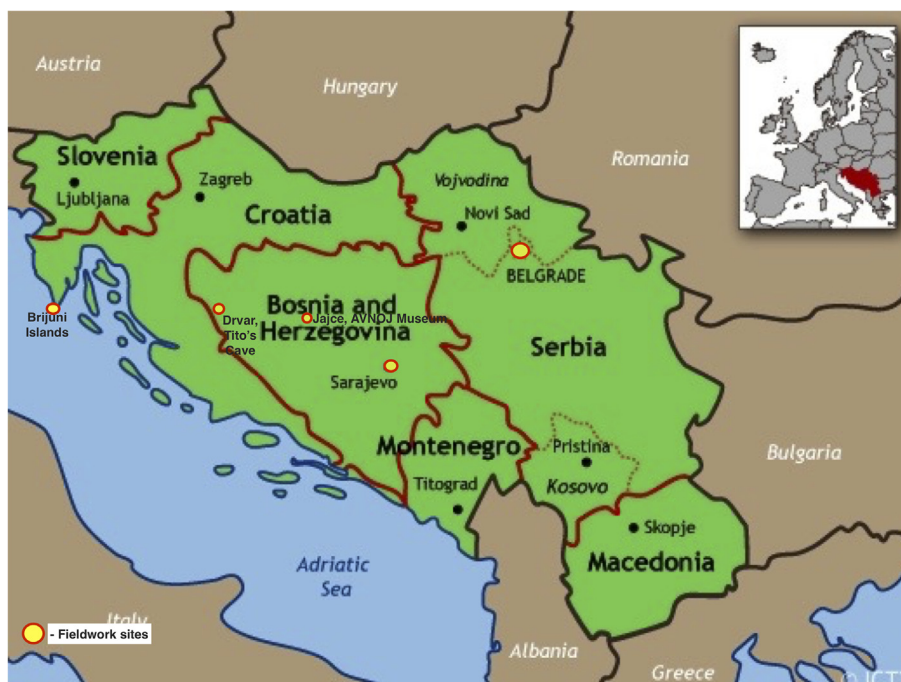 Austria
Hungary
Romania
Slovenia
Ljubljana
Zagreb
Croatia
Vojvodina
Novi Sad
BELGRADE
Brijuni
Islands
Drvar,
Tito's
Cave
Bosnia and
Herzegovina
Jajce, AVNOJ Museum
Sarajevo
Serbia
Montenegro
Titograd
Pristina
Kosovo
Bulgaria
Skopje
Macedonia
Adriatic
Sea
Italy
- Fieldwork sites
Albania
Greece